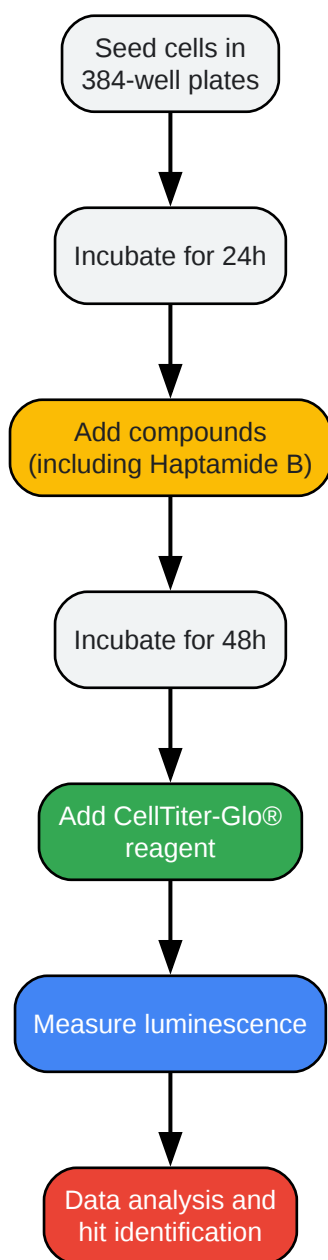 Seed cells in
384-well plates
Incubate for 24h
Add compounds
(including Haptamide B)
Incubate for 48h
Add CellTiter-Glo®
reagent
Measure luminescence
Data analysis and
hit identification